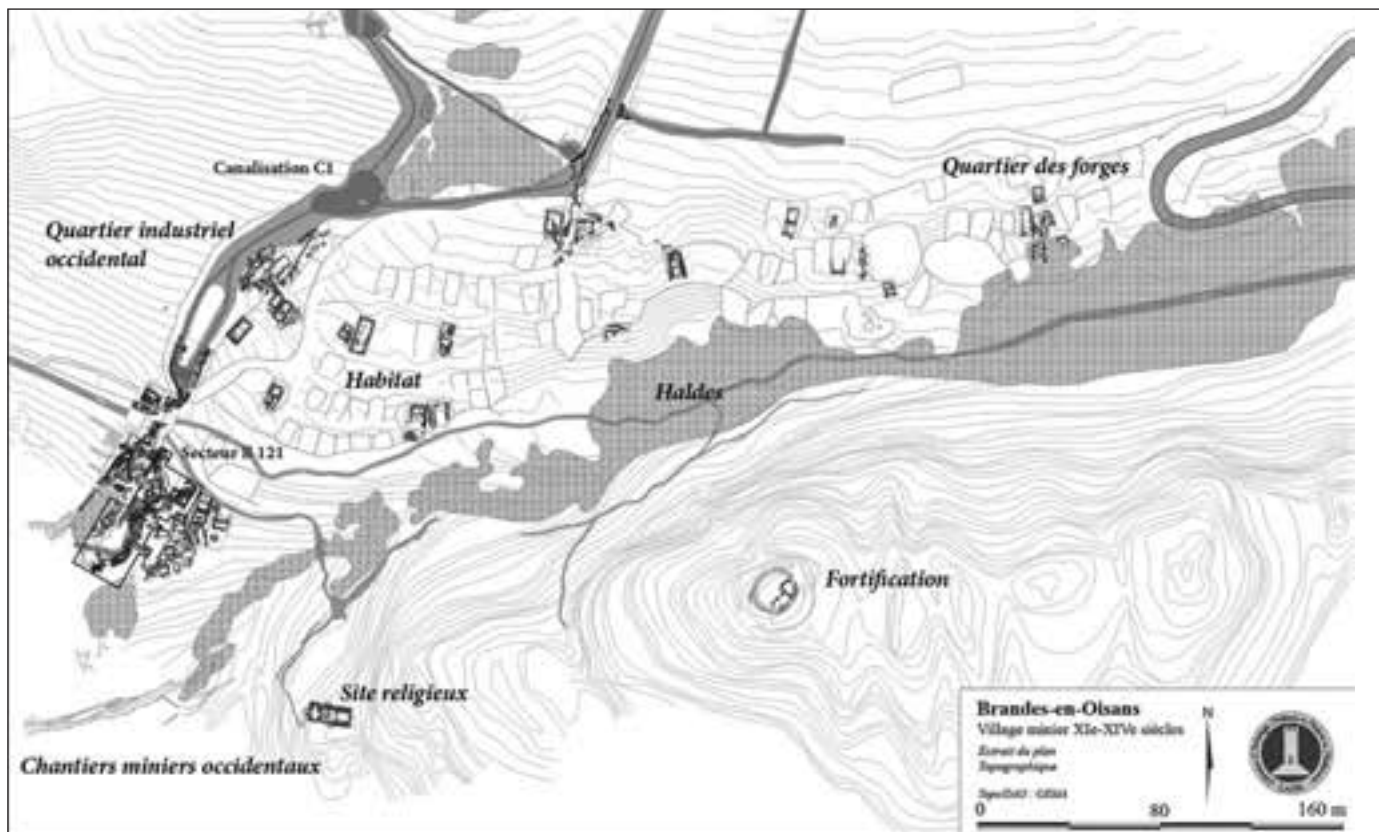 Canalisation C1
Quartier des forges
Quartier industriel
occidental
Habitat
Haldes
Secteur B 121
Fortification
Site religieux
Chantiers miniers occidentaux
Brandes-en-Oisans
Village minier XIe-XIVe siècles
Extrait du plan
Topographique
N
0 80 160 m